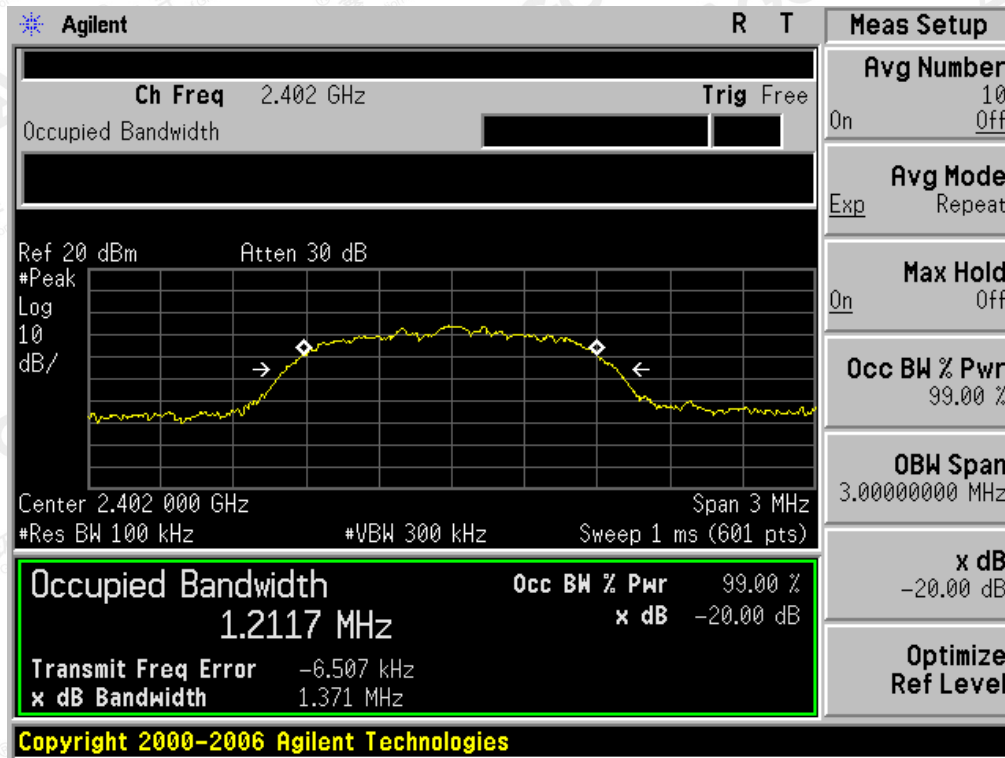 Agilent R T
Ch Freq 2.402 GHz Trig Free
Occupied Bandwidth
Ref 20 dBm Atten 30 dB
#Peak
Log
10
dB/
Center 2.402 000 GHz Span 3 MHz
#Res BW 100 kHz #VBW 300 kHz Sweep 1 ms (601 pts)
Occupied Bandwidth Occ BW % Pwr 99.00 %
1.2117 MHz x dB -20.00 dB
Transmit Freq Error -6.507 kHz
x dB Bandwidth 1.371 MHz
Copyright 2000-2006 Agilent Technologies
Meas Setup
Avg Number
10
On Off
Avg Mode
Exp Repeat
Max Hold
On Off
Occ BW % Pwr
99.00 %
OBW Span
3.00000000 MHz
x dB
-20.00 dB
Optimize
Ref Level